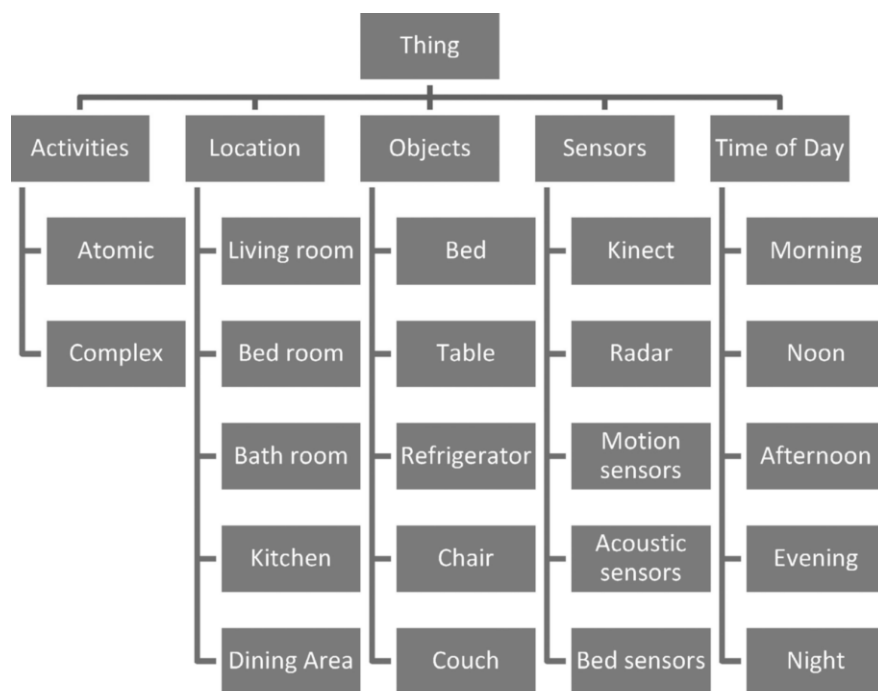 Thing
Activities
Location
Objects
Sensors
Time of Day
Atomic
Living room
Bed
Kinect
Morning
Complex
Bed room
Table
Radar
Noon
Bath room
Refrigerator
Motion
sensors
Afternoon
Kitchen
Chair
Acoustic
sensors
Evening
Dining Area
Couch
Bed sensors
Night